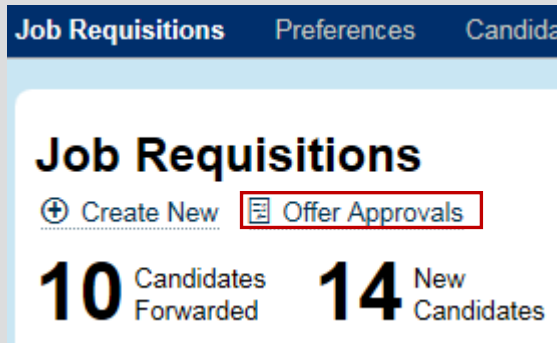 Job Requisitions Preferences
Job Requisitions
Create New Offer Approvals
10 Candidates Forwarded 14 New Candidates